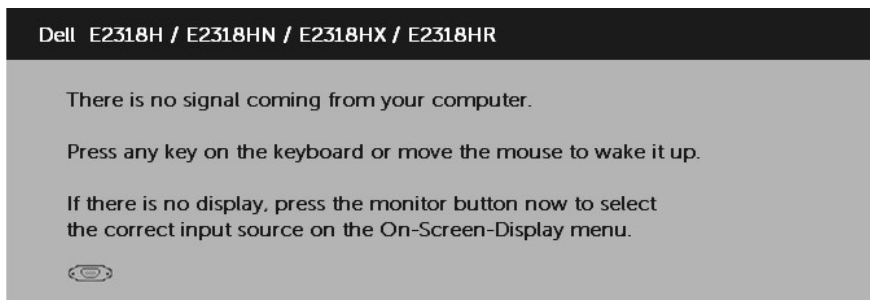 Dell E2318H / E2318HN / E2318HX / E2318HR
There is no signal coming from your computer.
Press any key on the keyboard or move the mouse to wake it up.
If there is no display, press the monitor button now to select
the correct input source on the On-Screen-Display menu.